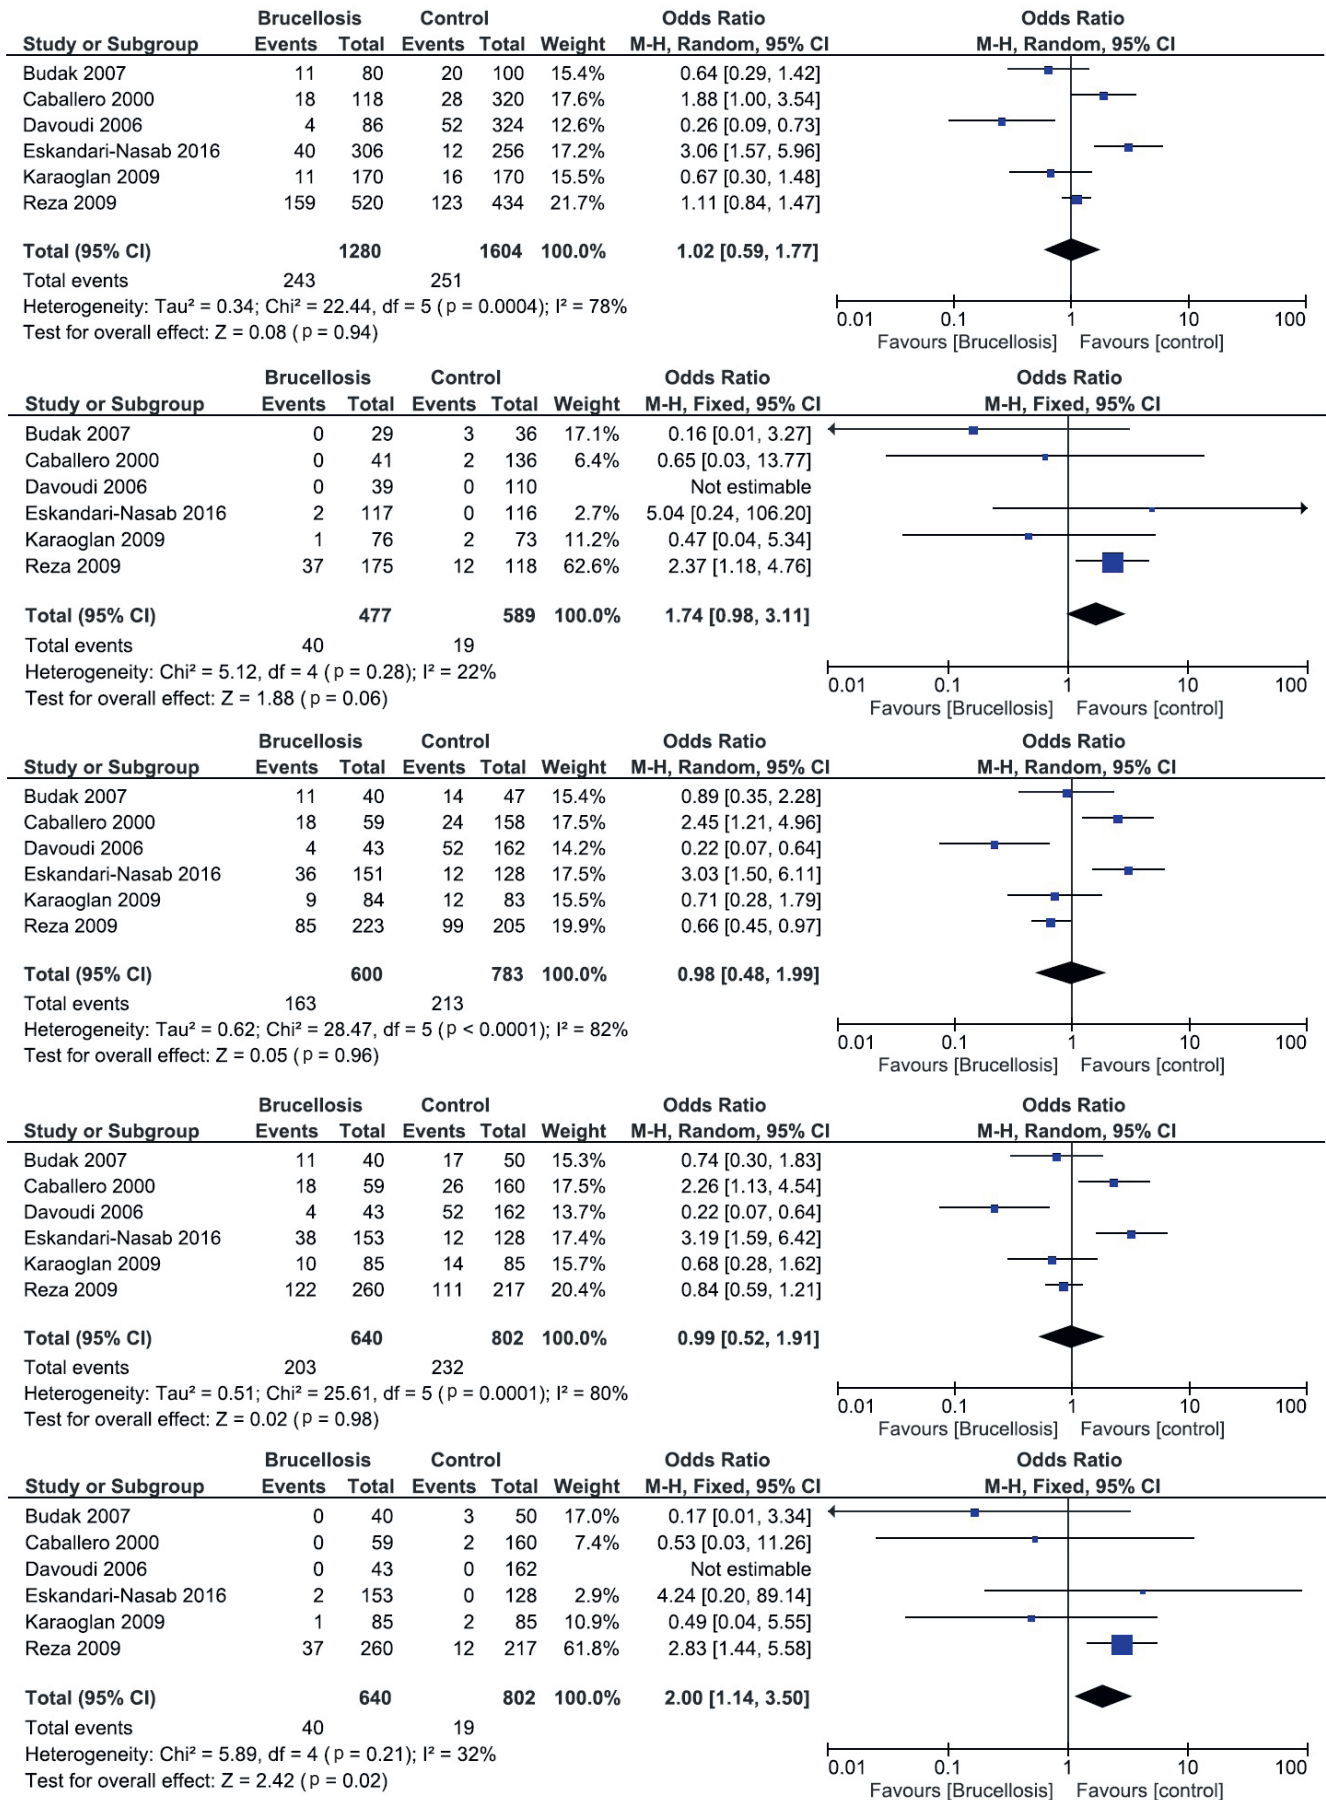 Brucellosis Control Odds Ratio Odds Ratio
Study or Subgroup Events Total Events Total Weight M-H, Random, 95% CI M-H, Random, 95% CI
Budak 2007 11 80 20 100 15.4% 0.64 [0.29, 1.42]
Caballero 2000 18 118 28 320 17.6% 1.88 [1.00, 3.54]
Davoudi 2006 4 86 52 324 12.6% 0.26 [0.09, 0.73]
Eskandari-Nasab 2016 40 306 12 256 17.2% 3.06 [1.57, 5.96]
Karaoglan 2009 11 170 16 170 15.5% 0.67 [0.30, 1.48]
Reza 2009 159 520 123 434 21.7% 1.11 [0.84, 1.47]
Total (95% CI) 1280 1604 100.0% 1.02 [0.59, 1.77]
Total events 243 251
Heterogeneity: Tau² = 0.34; Chi² = 22.44, df = 5 (p = 0.0004); I² = 78%
Test for overall effect: Z = 0.08 (p = 0.94)
0.01 0.1 1 10 100
Favours [Brucellosis] Favours [control]
Brucellosis Control Odds Ratio Odds Ratio
Study or Subgroup Events Total Events Total Weight M-H, Fixed, 95% CI M-H, Fixed, 95% CI
Budak 2007 0 29 3 36 17.1% 0.16 [0.01, 3.27]
Caballero 2000 0 41 2 136 6.4% 0.65 [0.03, 13.77]
Davoudi 2006 0 39 0 110 Not estimable
Eskandari-Nasab 2016 2 117 0 116 2.7% 5.04 [0.24, 106.20]
Karaoglan 2009 1 76 2 73 11.2% 0.47 [0.04, 5.34]
Reza 2009 37 175 12 118 62.6% 2.37 [1.18, 4.76]
Total (95% CI) 477 589 100.0% 1.74 [0.98, 3.11]
Total events 40 19
Heterogeneity: Chi² = 5.12, df = 4 (p = 0.28); I² = 22%
Test for overall effect: Z = 1.88 (p = 0.06)
0.01 0.1 1 10 100
Favours [Brucellosis] Favours [control]
Brucellosis Control Odds Ratio Odds Ratio
Study or Subgroup Events Total Events Total Weight M-H, Random, 95% CI M-H, Random, 95% CI
Budak 2007 11 40 14 47 15.4% 0.89 [0.35, 2.28]
Caballero 2000 18 59 24 158 17.5% 2.45 [1.21, 4.96]
Davoudi 2006 4 43 52 162 14.2% 0.22 [0.07, 0.64]
Eskandari-Nasab 2016 36 151 12 128 17.5% 3.03 [1.50, 6.11]
Karaoglan 2009 9 84 12 83 15.5% 0.71 [0.28, 1.79]
Reza 2009 85 223 99 205 19.9% 0.66 [0.45, 0.97]
Total (95% CI) 600 783 100.0% 0.98 [0.48, 1.99]
Total events 163 213
Heterogeneity: Tau² = 0.62; Chi² = 28.47, df = 5 (p < 0.0001); I² = 82%
Test for overall effect: Z = 0.05 (p = 0.96)
0.01 0.1 1 10 100
Favours [Brucellosis] Favours [control]
Brucellosis Control Odds Ratio Odds Ratio
Study or Subgroup Events Total Events Total Weight M-H, Random, 95% CI M-H, Random, 95% CI
Budak 2007 11 40 17 50 15.3% 0.74 [0.30, 1.83]
Caballero 2000 18 59 26 160 17.5% 2.26 [1.13, 4.54]
Davoudi 2006 4 43 52 162 13.7% 0.22 [0.07, 0.64]
Eskandari-Nasab 2016 38 153 12 128 17.4% 3.19 [1.59, 6.42]
Karaoglan 2009 10 85 14 85 15.7% 0.68 [0.28, 1.62]
Reza 2009 122 260 111 217 20.4% 0.84 [0.59, 1.21]
Total (95% CI) 640 802 100.0% 0.99 [0.52, 1.91]
Total events 203 232
Heterogeneity: Tau² = 0.51; Chi² = 25.61, df = 5 (p = 0.0001); I² = 80%
Test for overall effect: Z = 0.02 (p = 0.98)
0.01 0.1 1 10 100
Favours [Brucellosis] Favours [control]
Brucellosis Control Odds Ratio Odds Ratio
Study or Subgroup Events Total Events Total Weight M-H, Fixed, 95% CI M-H, Fixed, 95% CI
Budak 2007 0 40 3 50 17.0% 0.17 [0.01, 3.34]
Caballero 2000 0 59 2 160 7.4% 0.53 [0.03, 11.26]
Davoudi 2006 0 43 0 162 Not estimable
Eskandari-Nasab 2016 2 153 0 128 2.9% 4.24 [0.20, 89.14]
Karaoglan 2009 1 85 2 85 10.9% 0.49 [0.04, 5.55]
Reza 2009 37 260 12 217 61.8% 2.83 [1.44, 5.58]
Total (95% CI) 640 802 100.0% 2.00 [1.14, 3.50]
Total events 40 19
Heterogeneity: Chi² = 5.89, df = 4 (p = 0.21); I² = 32%
Test for overall effect: Z = 2.42 (p = 0.02)
0.01 0.1 1 10 100
Favours [Brucellosis] Favours [control]